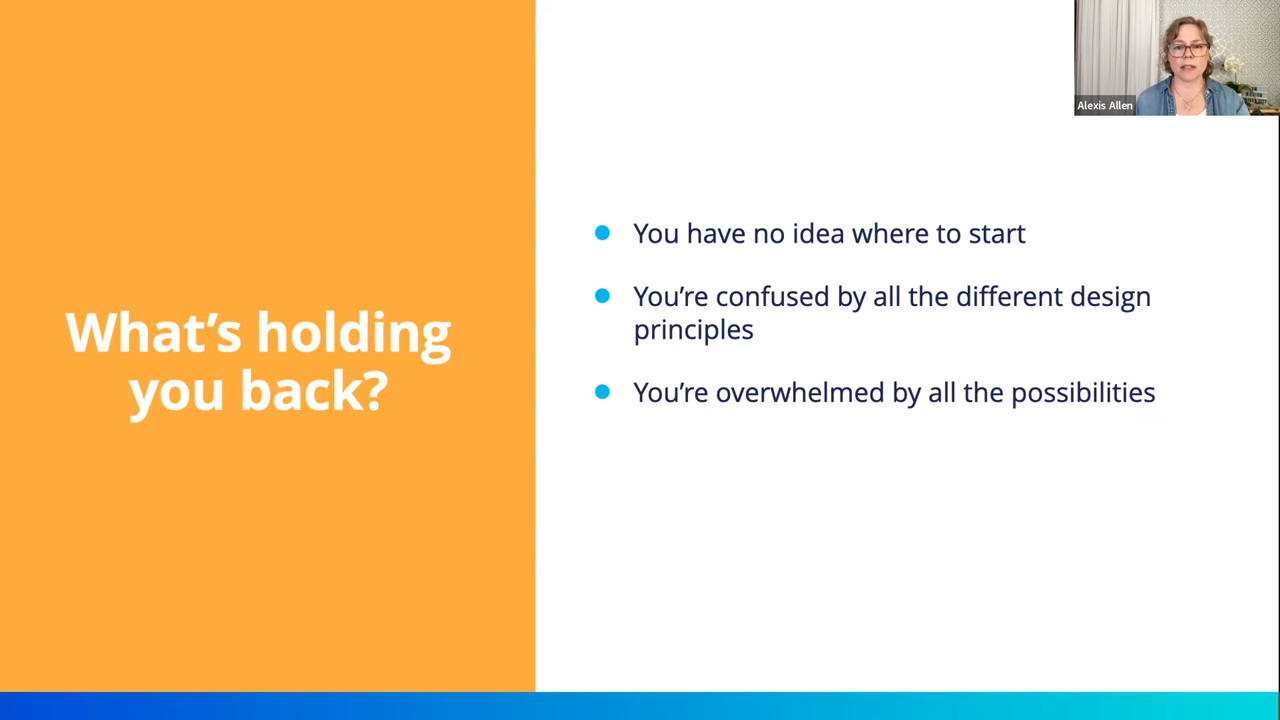 What’s holding
you back?
You have no idea where to start
You’re confused by all the different design
principles
You’re overwhelmed by all the possibilities
Alexis Allen